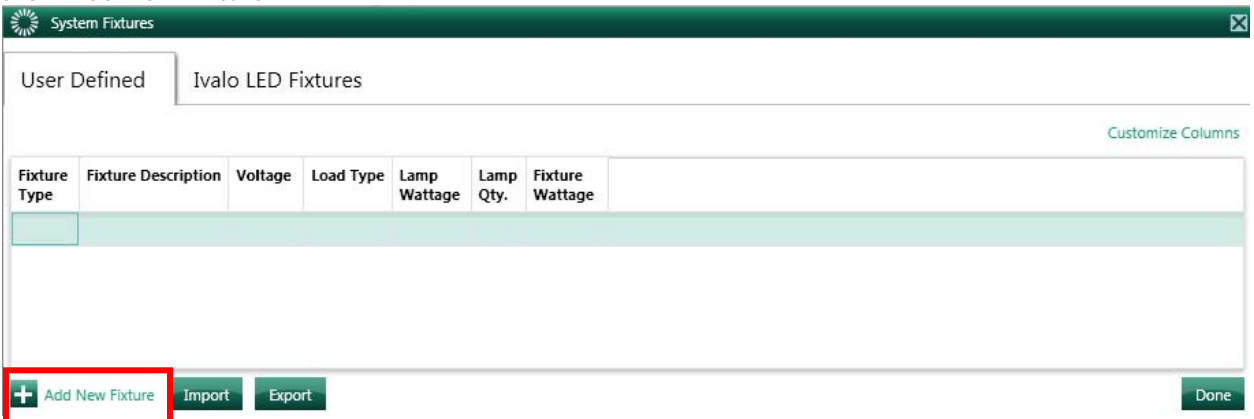 System Fixtures
User Defined Ivalo LED Fixtures
Customize Columns
Fixture Type Fixture Description Voltage Load Type Lamp Wattage Lamp Qty. Fixture Wattage
Add New Fixture Import Export Done